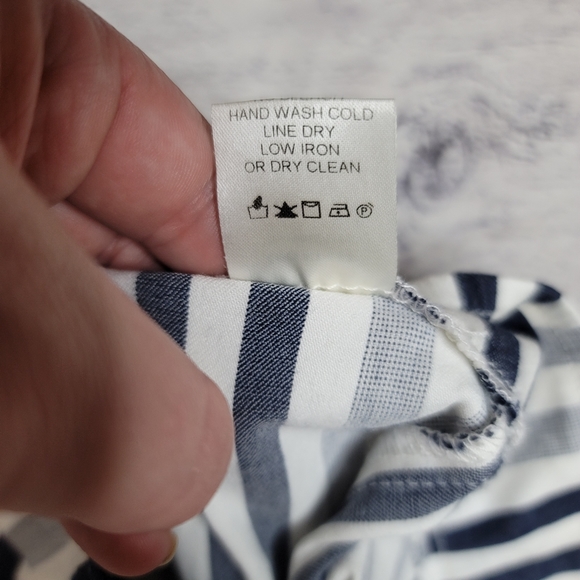 HAND WASH COLD
LINE DRY
LOW IRON
OR DRY CLEAN
P